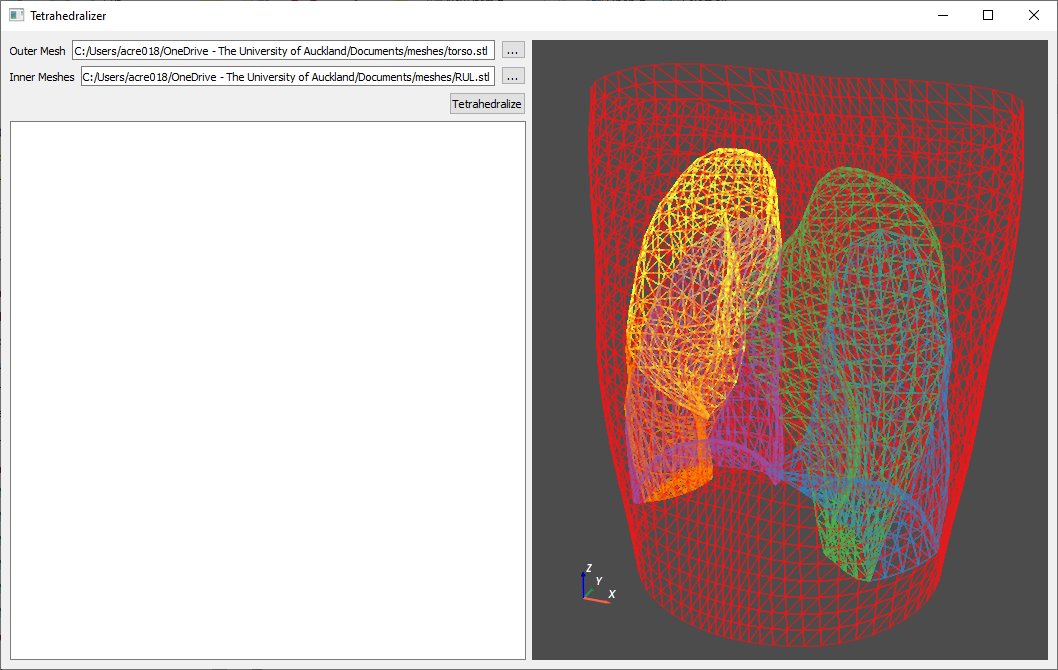 Tetrahedralizer
Outer Mesh C:/Users/acre018/OneDrive - The University of Auckland/Documents/meshes/torso.stl ...
Inner Meshes C:/Users/acre018/OneDrive - The University of Auckland/Documents/meshes/RUL.stl ...
Tetrahedralize
Z
Y
X